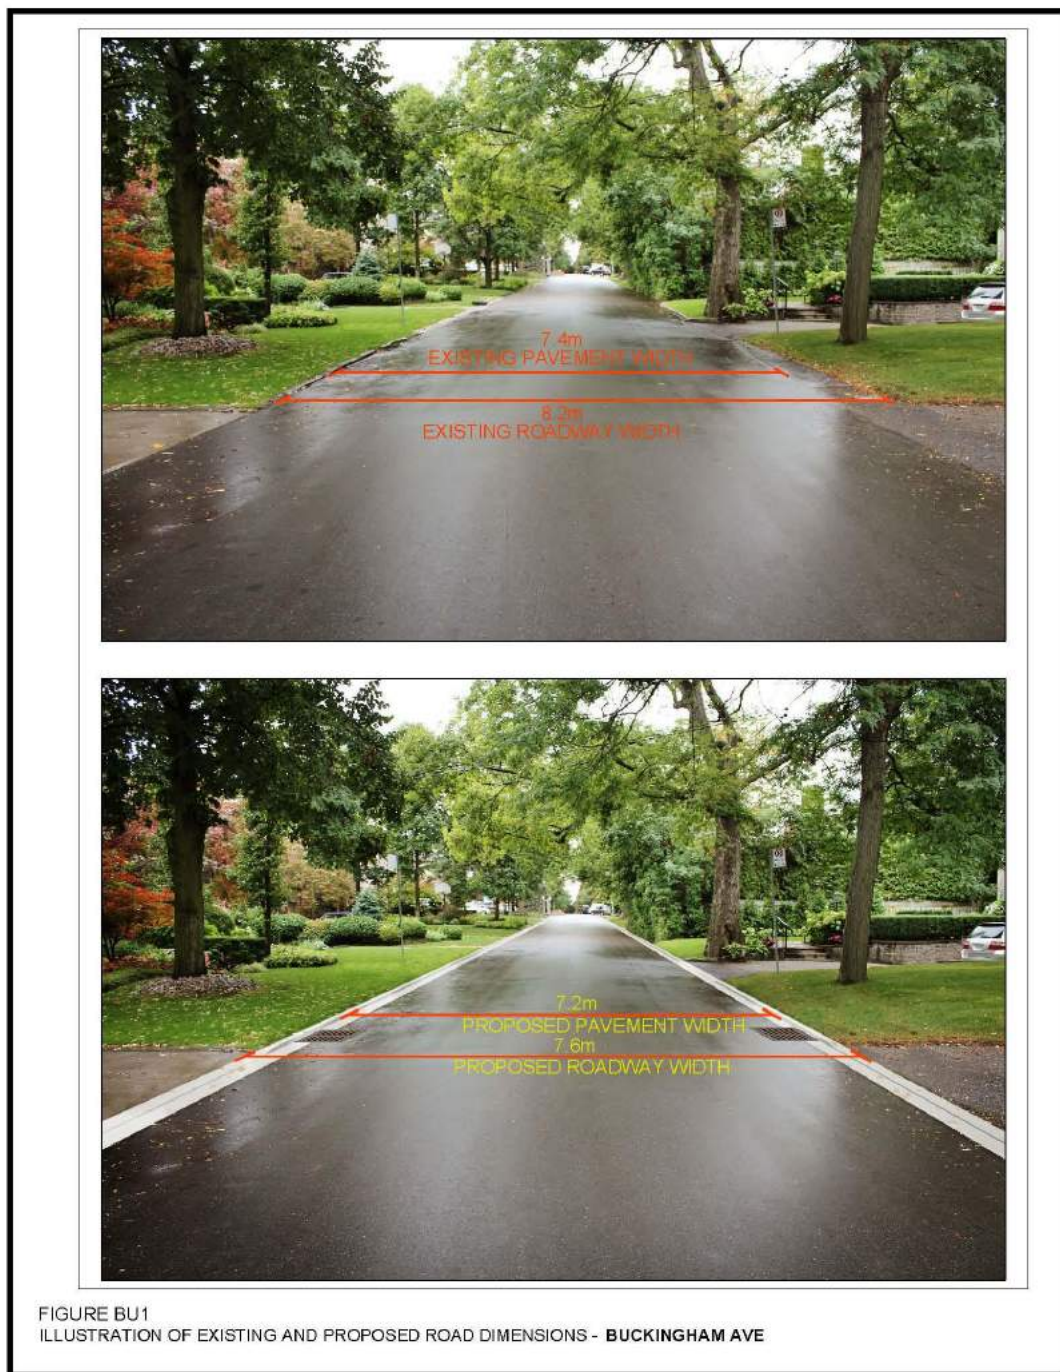 7.4m
EXISTING PAVEMENT WIDTH
8.2m
EXISTING ROADWAY WIDTH
7.2m
PROPOSED PAVEMENT WIDTH
7.6m
PROPOSED ROADWAY WIDTH
FIGURE BU1
ILLUSTRATION OF EXISTING AND PROPOSED ROAD DIMENSIONS - BUCKINGHAM AVE